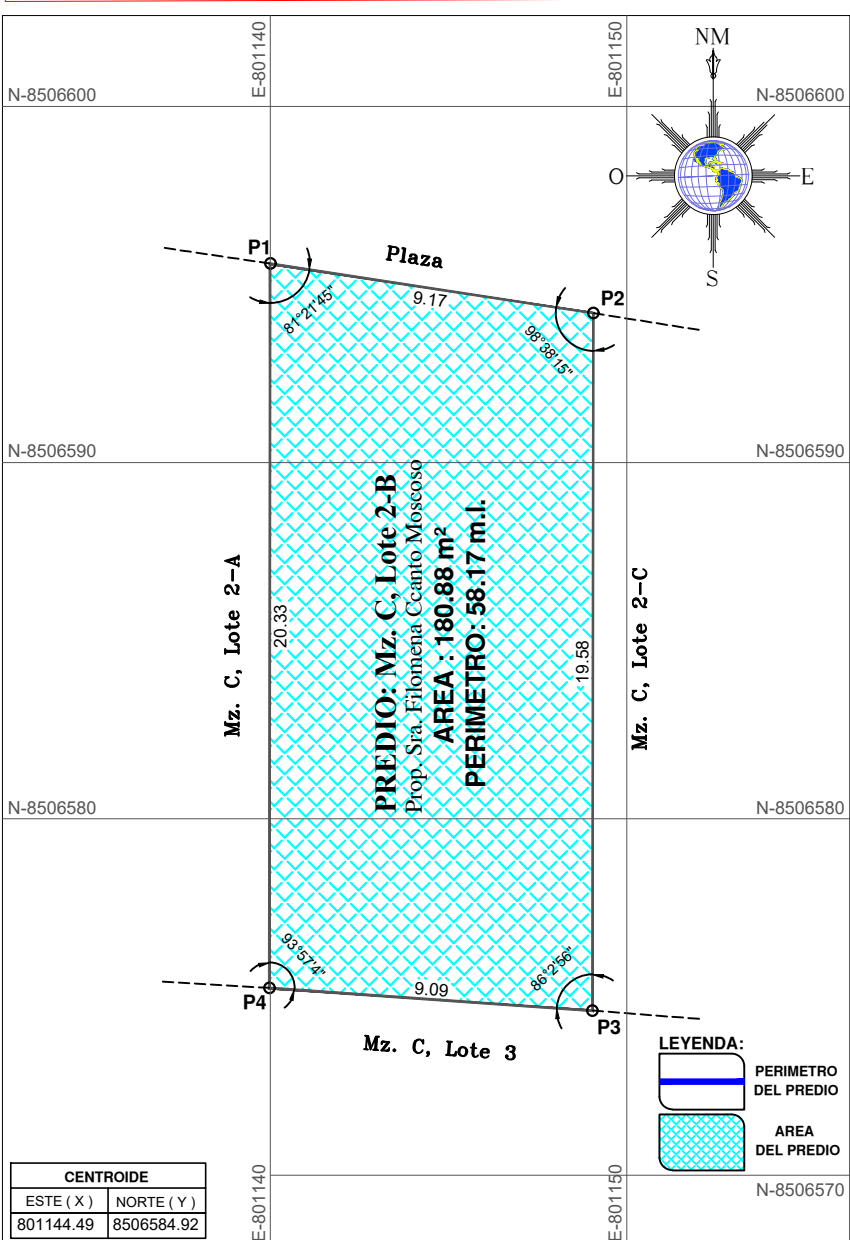 E-801140
E-801150
NM
N-8506600
N-8506600
O
E
S
P1
Plaza
P2
9.17
81°21'45"
98°38'15"
N-8506590
N-8506590
Mz. C, Lote 2-A
20.33
PREDIO: Mz. C, Lote 2-B
Prop. Sra. Filomena Ccanto Moscoso
AREA : 180.88 m²
PERIMETRO: 58.17 m.l.
19.58
Mz. C, Lote 2-C
N-8506580
N-8506580
93°57'4"
86°2'56"
P4
9.09
P3
Mz. C, Lote 3
LEYENDA:
PERIMETRO
DEL PREDIO
AREA
DEL PREDIO
CENTROIDE
ESTE ( X ) NORTE ( Y )
801144.49 8506584.92
E-801140
E-801150
N-8506570